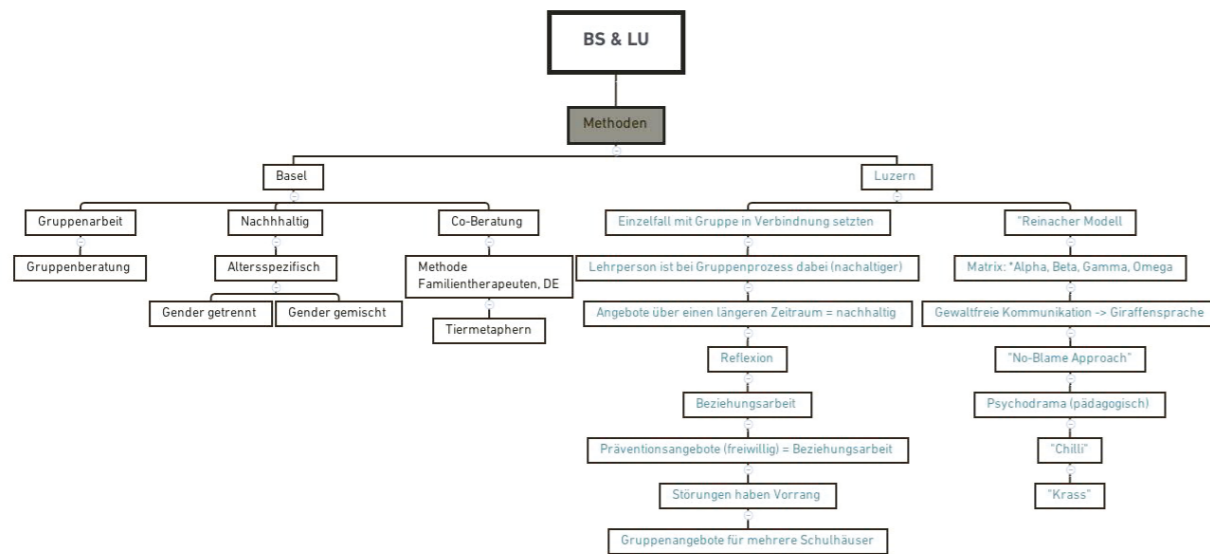 BS & LU
Methoden
Basel
Luzern
Gruppenarbeit
Nachhhaltig
Co-Beratung
Einzelfall mit Gruppe in Verbindnung setzten
"Reinacher Modell
Gruppenberatung
Altersspezifisch
Methode
Familientherapeuten, DE
Lehrperson ist bei Gruppenprozess dabei (nachaltiger)
Matrix: "Alpha, Beta, Gamma, Omega
Gender getrennt
Gender gemischt
Tiermetaphern
Angebote über einen längeren Zeitraum = nachhaltig
Gewaltfreie Kommunikation -> Giraffensprache
Reflexion
"No-Blame Approach"
Beziehungsarbeit
Psychodrama (pädagogisch)
Präventionsangebote (freiwillig) = Beziehungsarbeit
"Chilli"
Störungen haben Vorrang
"Krass"
Gruppenangebote für mehrere Schulhäuser